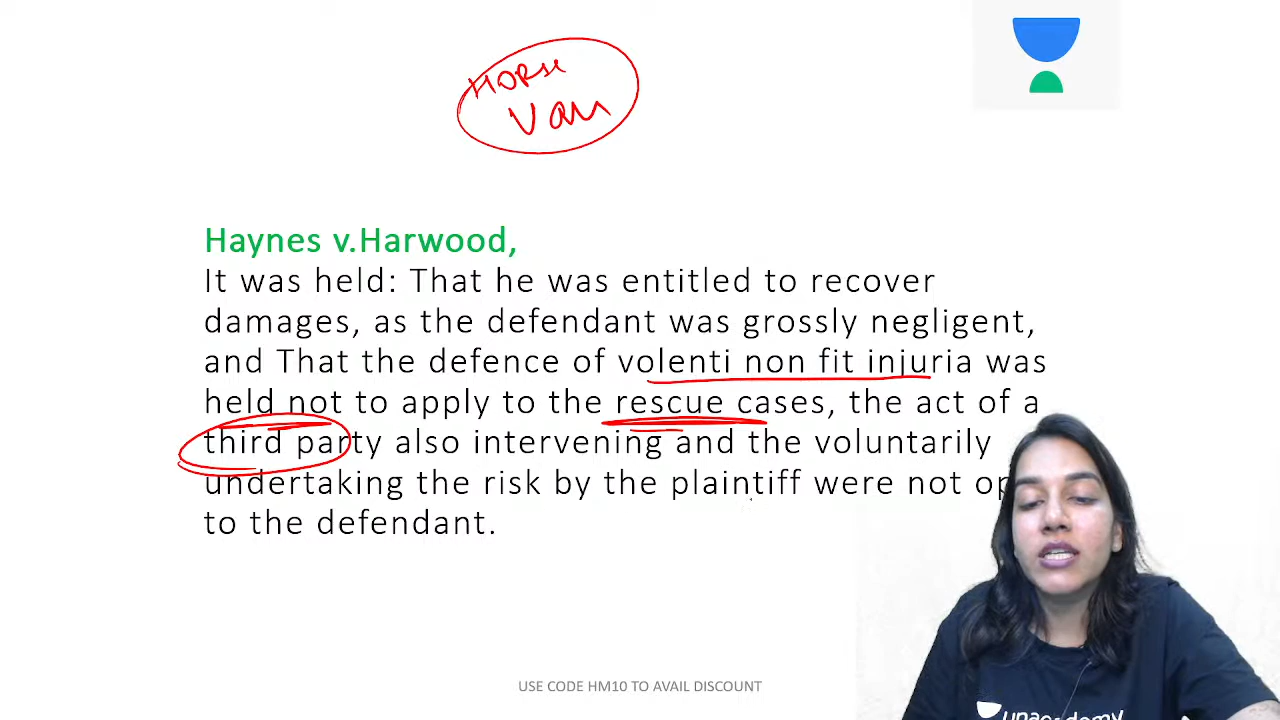 HORSE
Van
Haynes v.Harwood,
It was held: That he was entitled to recover
damages, as the defendant was grossly negligent,
and That the defence of volenti non fit injuria was
held not to apply to the rescue cases, the act of a
third party also intervening and the voluntarily
undertaking the risk by the plaintiff were not op
to the defendant.
USE CODE HM10 TO AVAIL DISCOUNT
unacademy